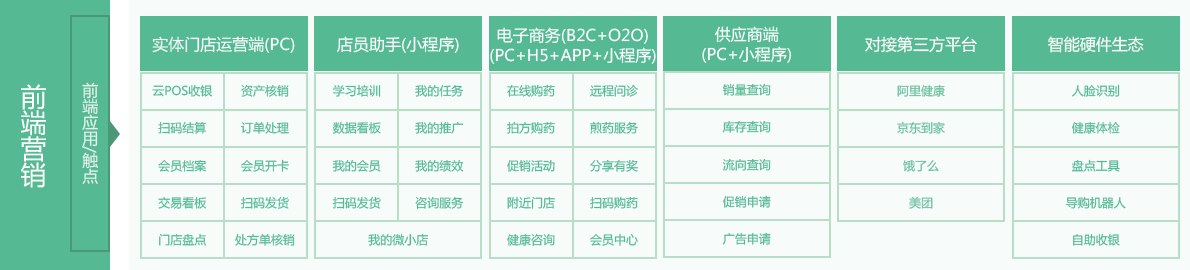 前端营销
前端应用/触点
实体门店运营端(PC)
云POS收银 资产核销
扫码结算 订单处理
会员档案 会员开卡
交易看板 扫码发货
门店盘点 处方单核销
店员助手(小程序)
学习培训 我的任务
数据看板 我的推广
我的会员 我的绩效
扫码发货 咨询服务
我的微小店
电子商务(B2C+O2O)
(PC+H5+APP+小程序)
在线购药 远程问诊
拍方购药 煎药服务
促销活动 分享有奖
附近门店 扫码购药
健康咨询 会员中心
供应商端
(PC+小程序)
销量查询
库存查询
流向查询
促销申请
广告申请
对接第三方平台
阿里健康
京东到家
饿了么
美团
智能硬件生态
人脸识别
健康体检
盘点工具
导购机器人
自助收银